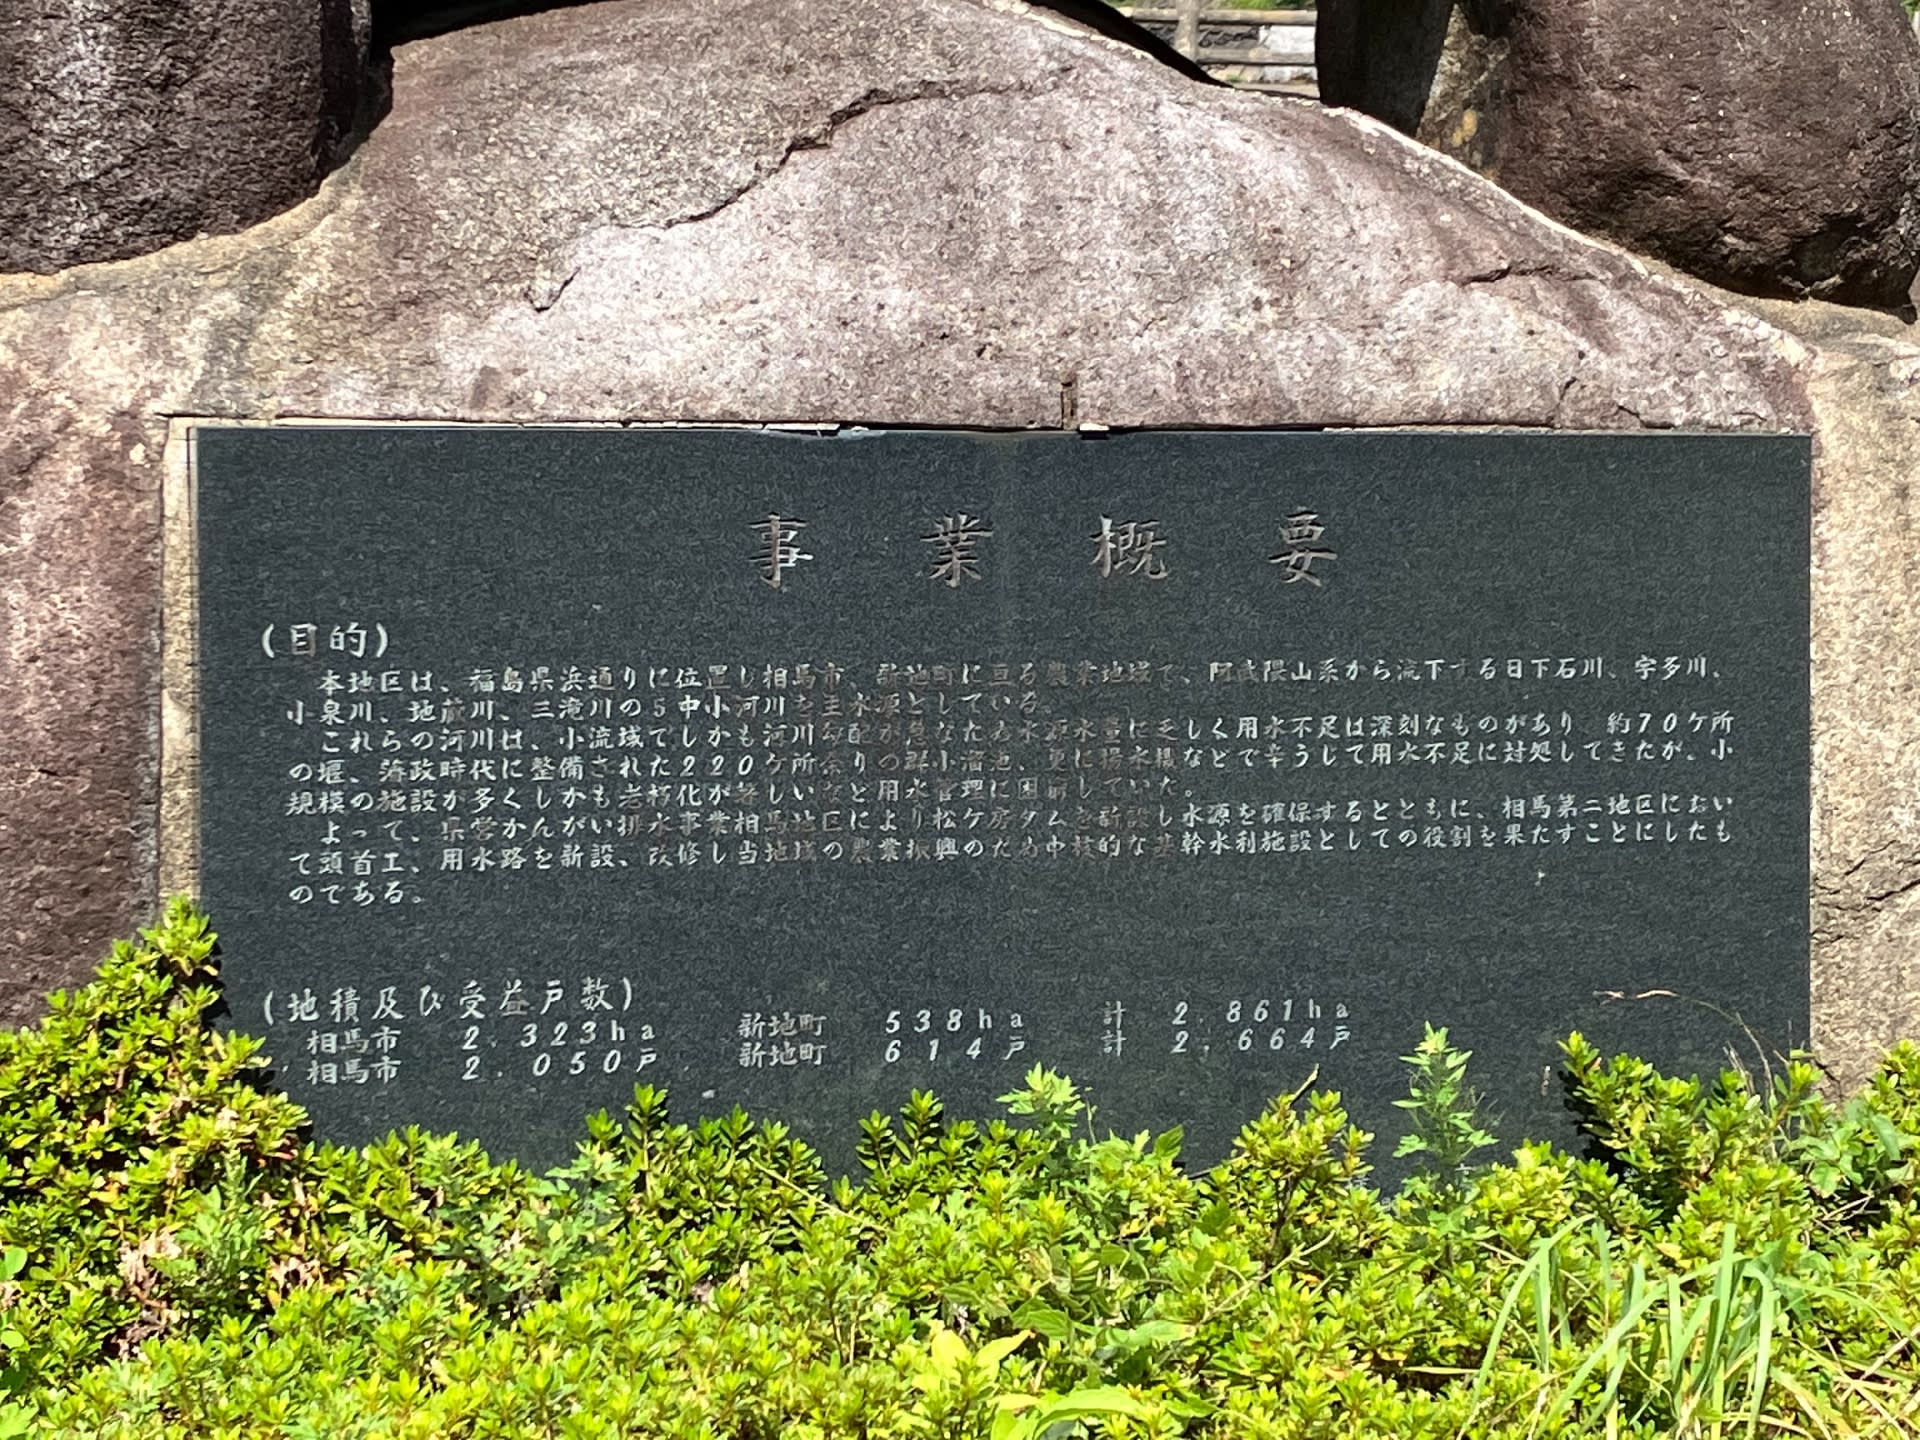 事業概要
(目的)
本地区は、福島県浜通りに位置し相馬市、新地町に亘る農業地域で、阿武隈山系から流下する日下石川、宇多川、
小泉川、地蔵川、三滝川の5中小河川を主水源としている。
これらの河川は、小流域でしかも河川勾配が急なため水源水量に乏しく用水不足は深刻なものがあり 約70ケ所
の堰、藩政時代に整備された220ケ所余りの群小溜池、更に揚水機などで辛うじて用水不足に対処してきたが、小
規模の施設が多くしかも老朽化が著しいなど用水管理に困窮していた。
よって、県営かんがい排水事業相馬地区により松ケ房ダムを新設し水源を確保するとともに、相馬第二地区におい
て頭首工、用水路を新設、改修し当地域の農業振興のため中核的な基幹水利施設としての役割を果たすことにしたも
のである。
(地積及び受益戸数)
相馬市 2.323ha 新地町 538ha 計 2.861ha
相馬市 2.050戸 新地町 614戸 計 2.664戸